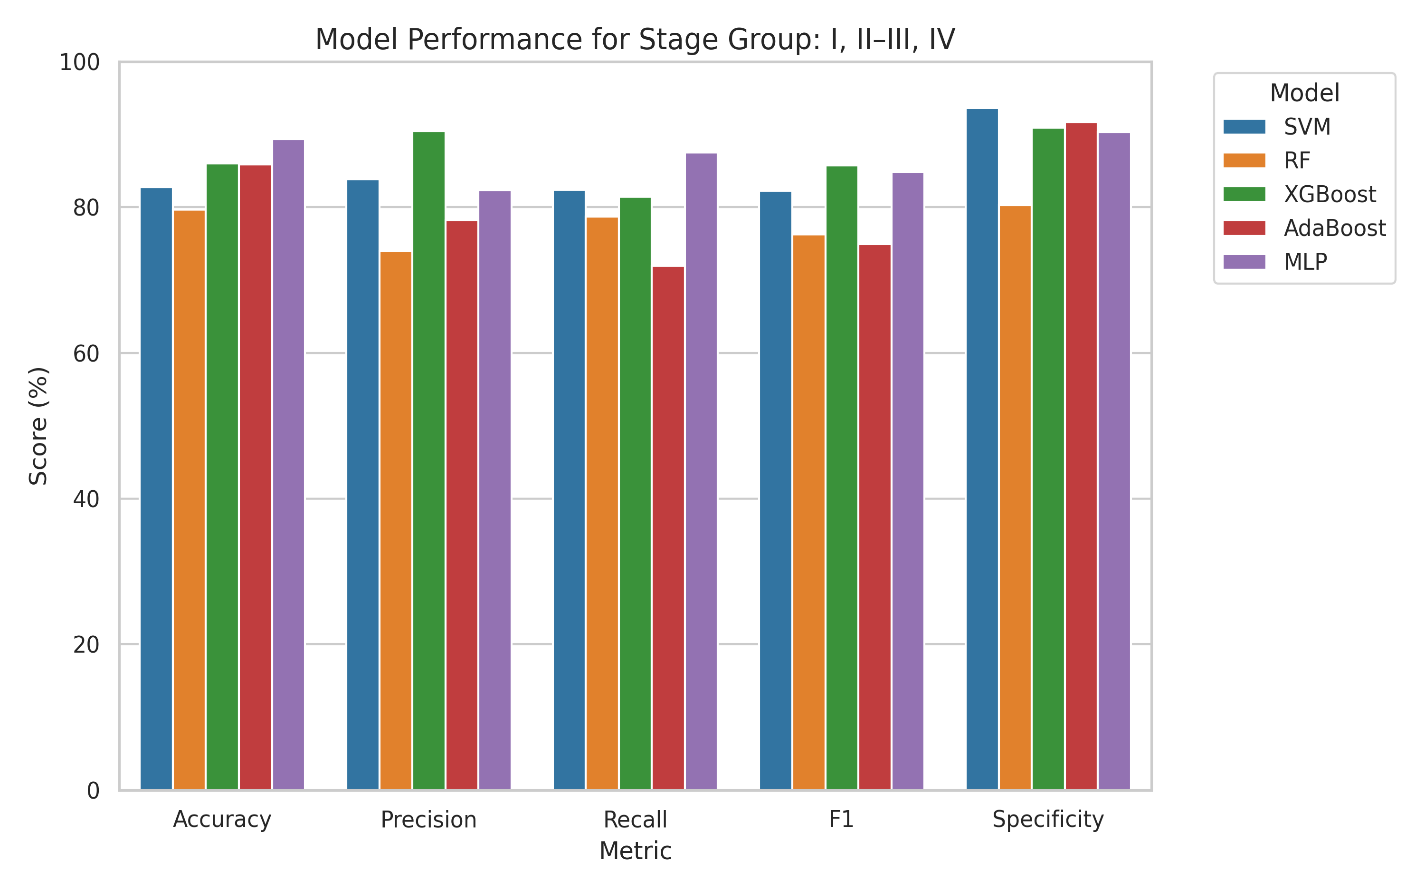 Model Performance for Stage Group: I, II–III, IV
100
80
60
40
20
0
Score (%)
Accuracy
Precision
Recall
F1
Specificity
Metric
Model
SVM
RF
XGBoost
AdaBoost
MLP